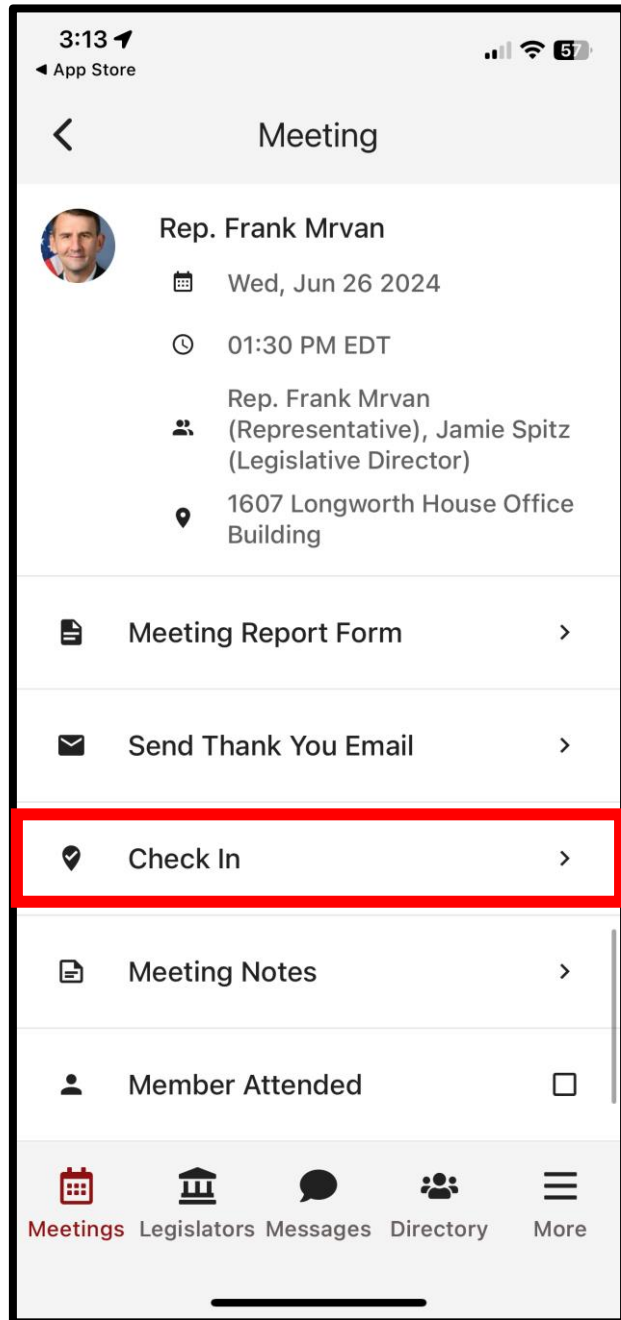 3:13
57
◀ App Store
Meeting
Rep. Frank Mrvan
Wed, Jun 26 2024
01:30 PM EDT
Rep. Frank Mrvan
(Representative), Jamie Spitz
(Legislative Director)
1607 Longworth House Office
Building
Meeting Report Form
Send Thank You Email
Check In
Meeting Notes
Member Attended
Meetings Legislators Messages Directory More